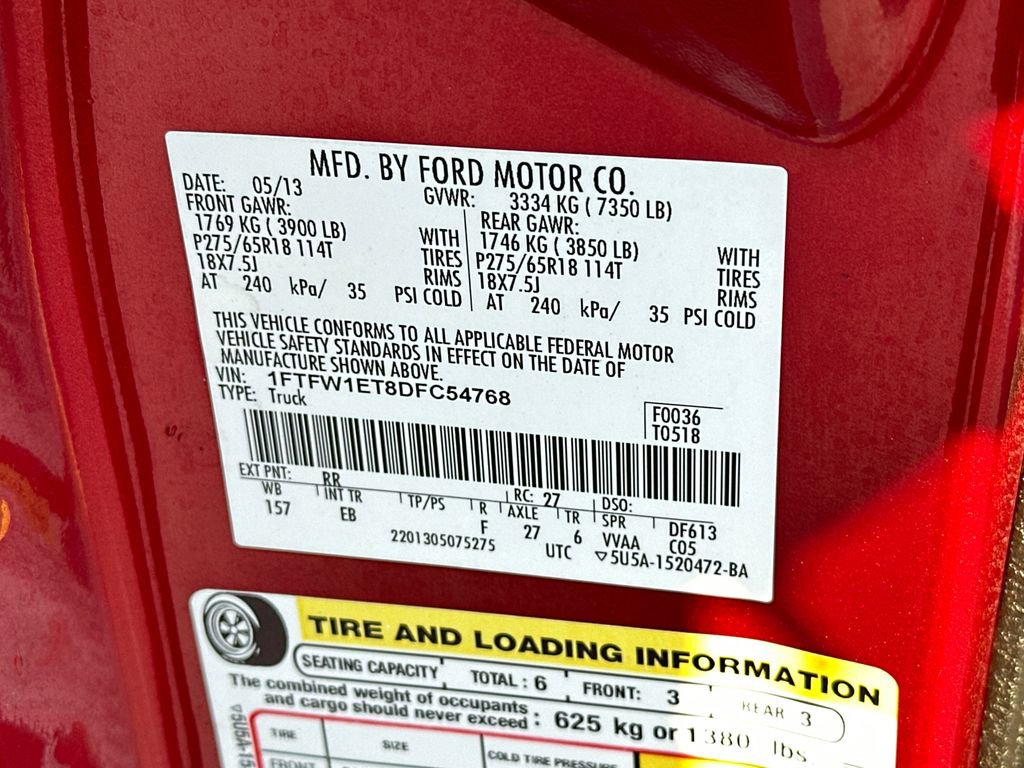 MFD. BY FORD MOTOR CO.
DATE: 05/13 GVWR: 3334 KG ( 7350 LB)
FRONT GAWR: REAR GAWR:
1769 KG ( 3900 LB) WITH 1746 KG ( 3850 LB) WITH
P275/65R18 114T TIRES P275/65R18 114T TIRES
18X7.5J RIMS 18X7.5J RIMS
AT 240 kPa/ 35 PSI COLD AT 240 kPa/ 35 PSI COLD
THIS VEHICLE CONFORMS TO ALL APPLICABLE FEDERAL MOTOR
VEHICLE SAFETY STANDARDS IN EFFECT ON THE DATE OF
MANUFACTURE SHOWN ABOVE.
VIN: 1FTFW1ET8DFC54768
TYPE: Truck
F0036
T0518
EXT PNT: RR RC: 27 DSO:
WB INT TR TP/PS R AXLE TR SPR DF613
157 EB F 27 6 VVAA C05
2201305075275 UTC ▽5U5A-1520472-BA
TIRE AND LOADING INFORMATION
SEATING CAPACITY TOTAL : 6 FRONT: 3 REAR 3
The combined weight of occupants
and cargo should never exceed : 625 kg or 1380 lbs.
TIRE SIZE COLD TIRE PRESSURE
FRONT
▽5U5A-15